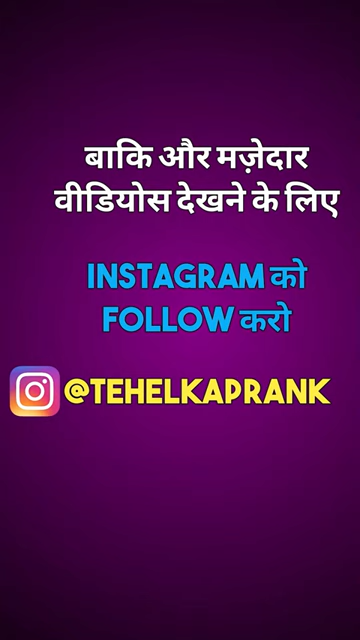 बाकि और मज़ेदार
वीडियोस देखने के लिए
INSTAGRAM को
FOLLOW करो
@TEHELKAPRANK